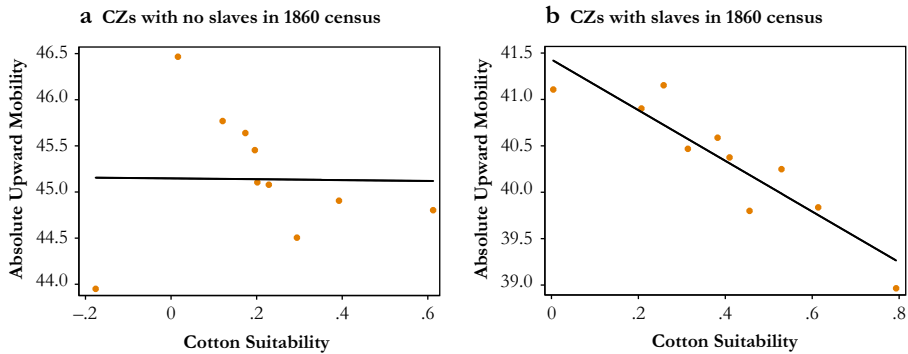 a CZs with no slaves in 1860 census
Absolute Upward Mobility
46.5
46.0
45.5
45.0
44.5
44.0
–.2 0 .2 .4 .6
Cotton Suitability
b CZs with slaves in 1860 census
Absolute Upward Mobility
41.5
41.0
40.5
40.0
39.5
39.0
0 .2 .4 .6 .8
Cotton Suitability